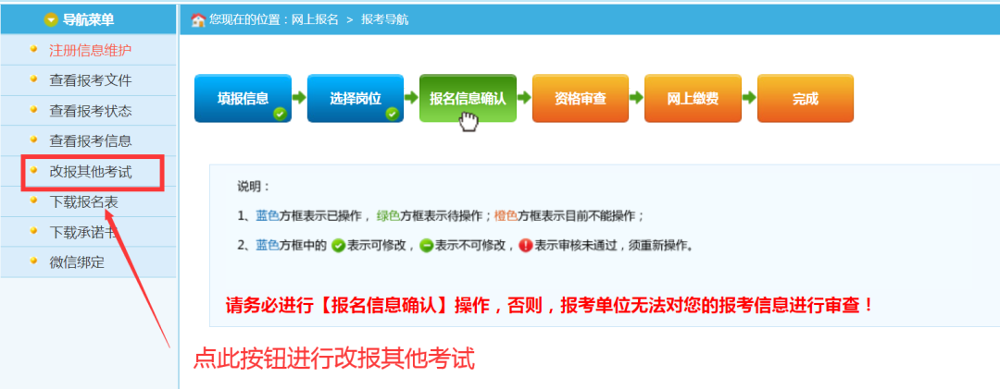 导航菜单
注册信息维护
查看报考文件
查看报考状态
查看报考信息
改报其他考试
下载报名表
下载承诺书
微信绑定
您现在的位置：网上报名 > 报考导航
填报信息
选择岗位
报名信息确认
资格审查
网上缴费
完成
说明：
1、蓝色方框表示已操作，绿色方框表示待操作；橙色方框表示目前不能操作；
2、蓝色方框中的 表示可修改， 表示不可修改， 表示审核未通过，须重新操作。
请务必进行【报名信息确认】操作，否则，报考单位无法对您的报考信息进行审查！
点此按钮进行改报其他考试